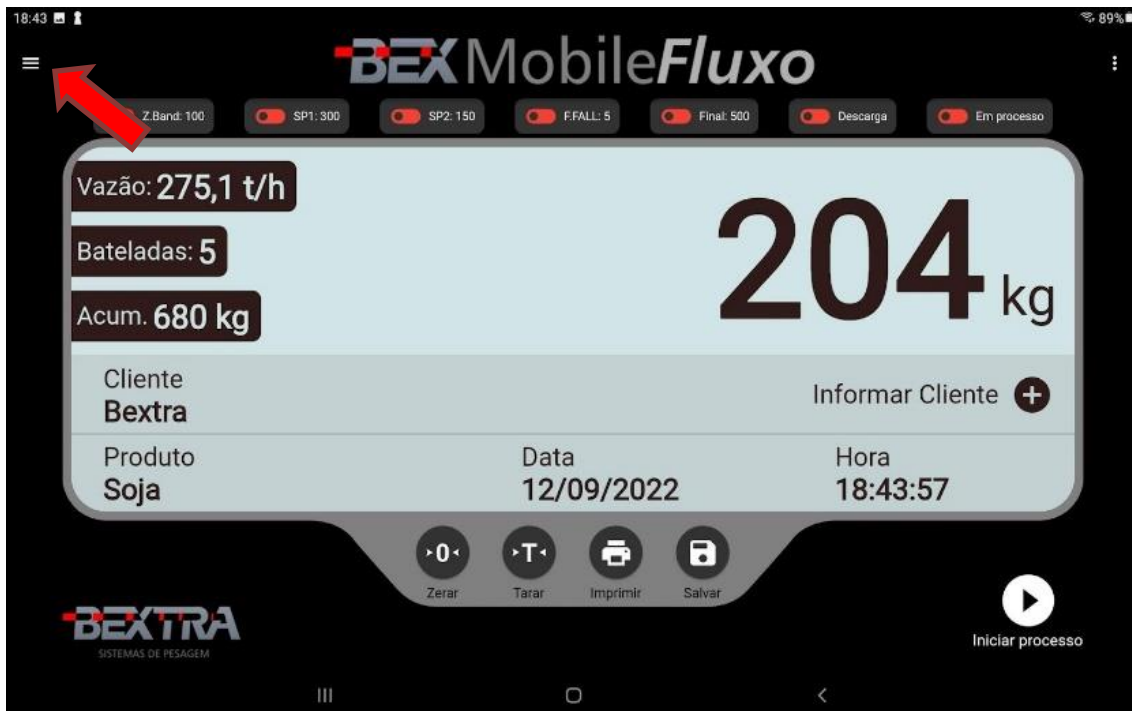 18:43 89%
BEX MobileFluxo
Z.Band: 100 SP1: 300 SP2: 150 F.FALL: 5 Final: 500 Descarga Em processo
Vazão: 275,1 t/h
Bateladas: 5
Acum. 680 kg
204 kg
Cliente
Bextra
Informar Cliente
Produto
Soja
Data
12/09/2022
Hora
18:43:57
0 T
Zerar Tarar Imprimir Salvar
BEXTRA
SISTEMAS DE PESAGEM
Iniciar processo